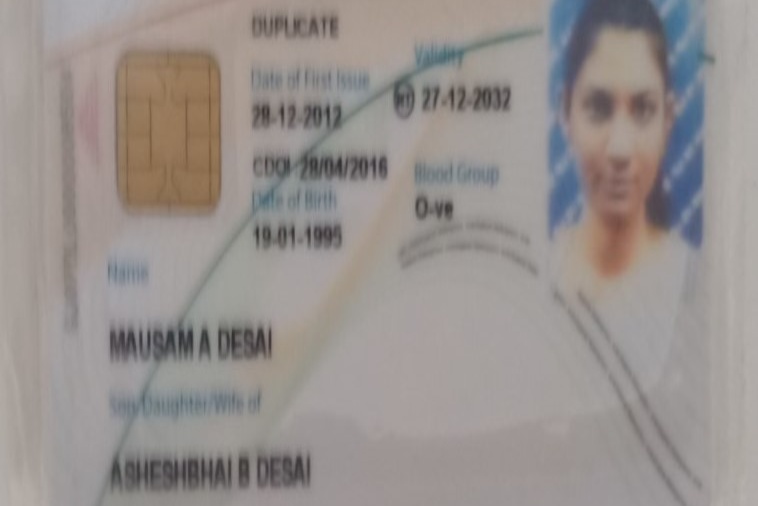 DUPLICATE
Validity
Date of First Issue
(NT) 27-12-2032
28-12-2012
CDOI 28/04/2016
Blood Group
Date of Birth
O-ve
19-01-1995
Name
MAUSAM A DESAI
Son/Daughter/Wife of
ASHESHBHAI B DESAI